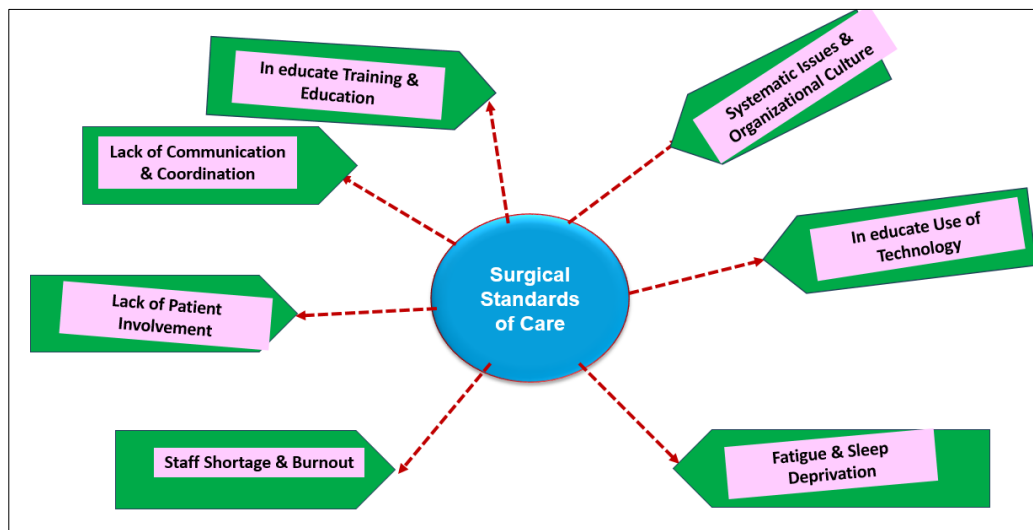 In educate Training &
Education
Systematic Issues &
Organizational Culture
Lack of Communication
& Coordination
In educate Use of
Technology
Surgical
Standards
of Care
Lack of Patient
Involvement
Staff Shortage & Burnout
Fatigue & Sleep
Deprivation